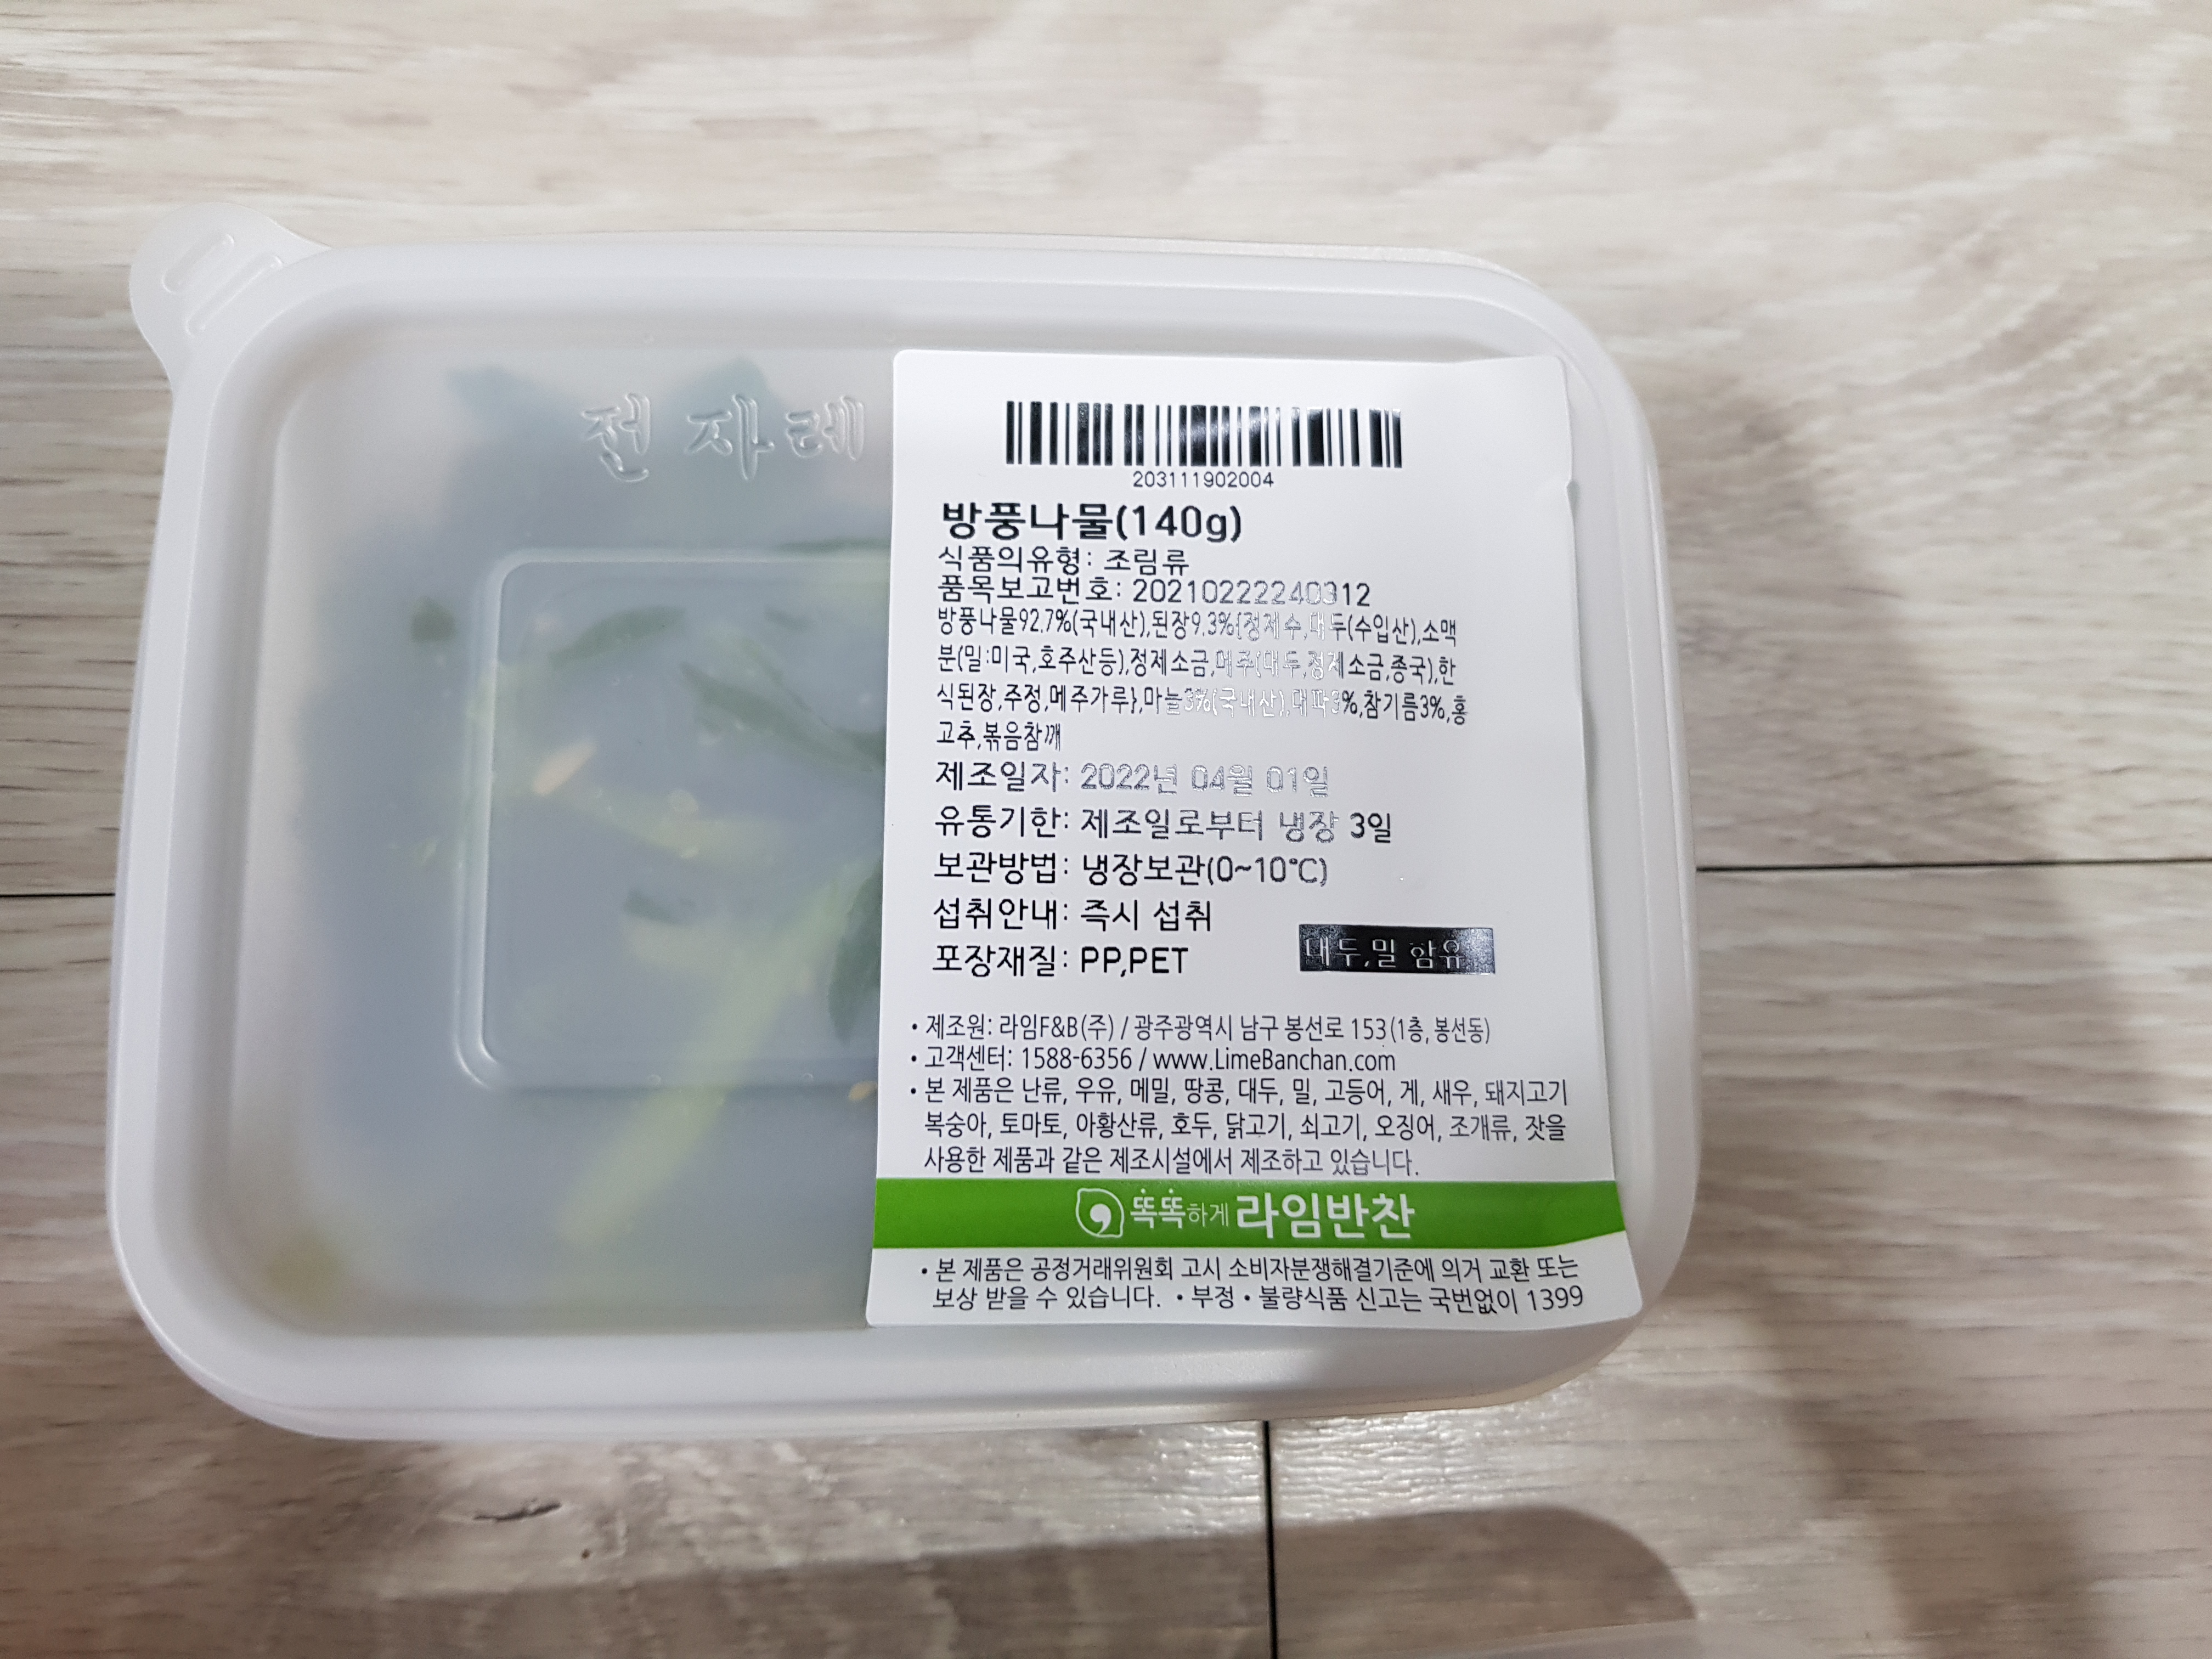 전자레
203111902004
방풍나물(140g)
식품의유형: 조림류
품목보고번호: 20210222240312
방풍나물92.7%(국내산),된장9.3%{정제수,대두(수입산),소맥
분(밀:미국,호주산등),정제소금,메주(대두,정제소금,종국),한
식된장,주정,메주가루},마늘3%(국내산),대파3%,참기름3%,홍
고추,볶음참깨
제조일자: 2022년 04월 01일
유통기한: 제조일로부터 냉장 3일
보관방법: 냉장보관(0~10℃)
섭취안내: 즉시 섭취
포장재질: PP,PET
대두,밀 함유
• 제조원: 라임F&B(주) / 광주광역시 남구 봉선로 153(1층, 봉선동)
• 고객센터: 1588-6356 / www.LimeBanchan.com
• 본 제품은 난류, 우유, 메밀, 땅콩, 대두, 밀, 고등어, 게, 새우, 돼지고기
복숭아, 토마토, 아황산류, 호두, 닭고기, 쇠고기, 오징어, 조개류, 잣을
사용한 제품과 같은 제조시설에서 제조하고 있습니다.
똑똑하게 라임반찬
• 본 제품은 공정거래위원회 고시 소비자분쟁해결기준에 의거 교환 또는
보상 받을 수 있습니다. • 부정 • 불량식품 신고는 국번없이 1399